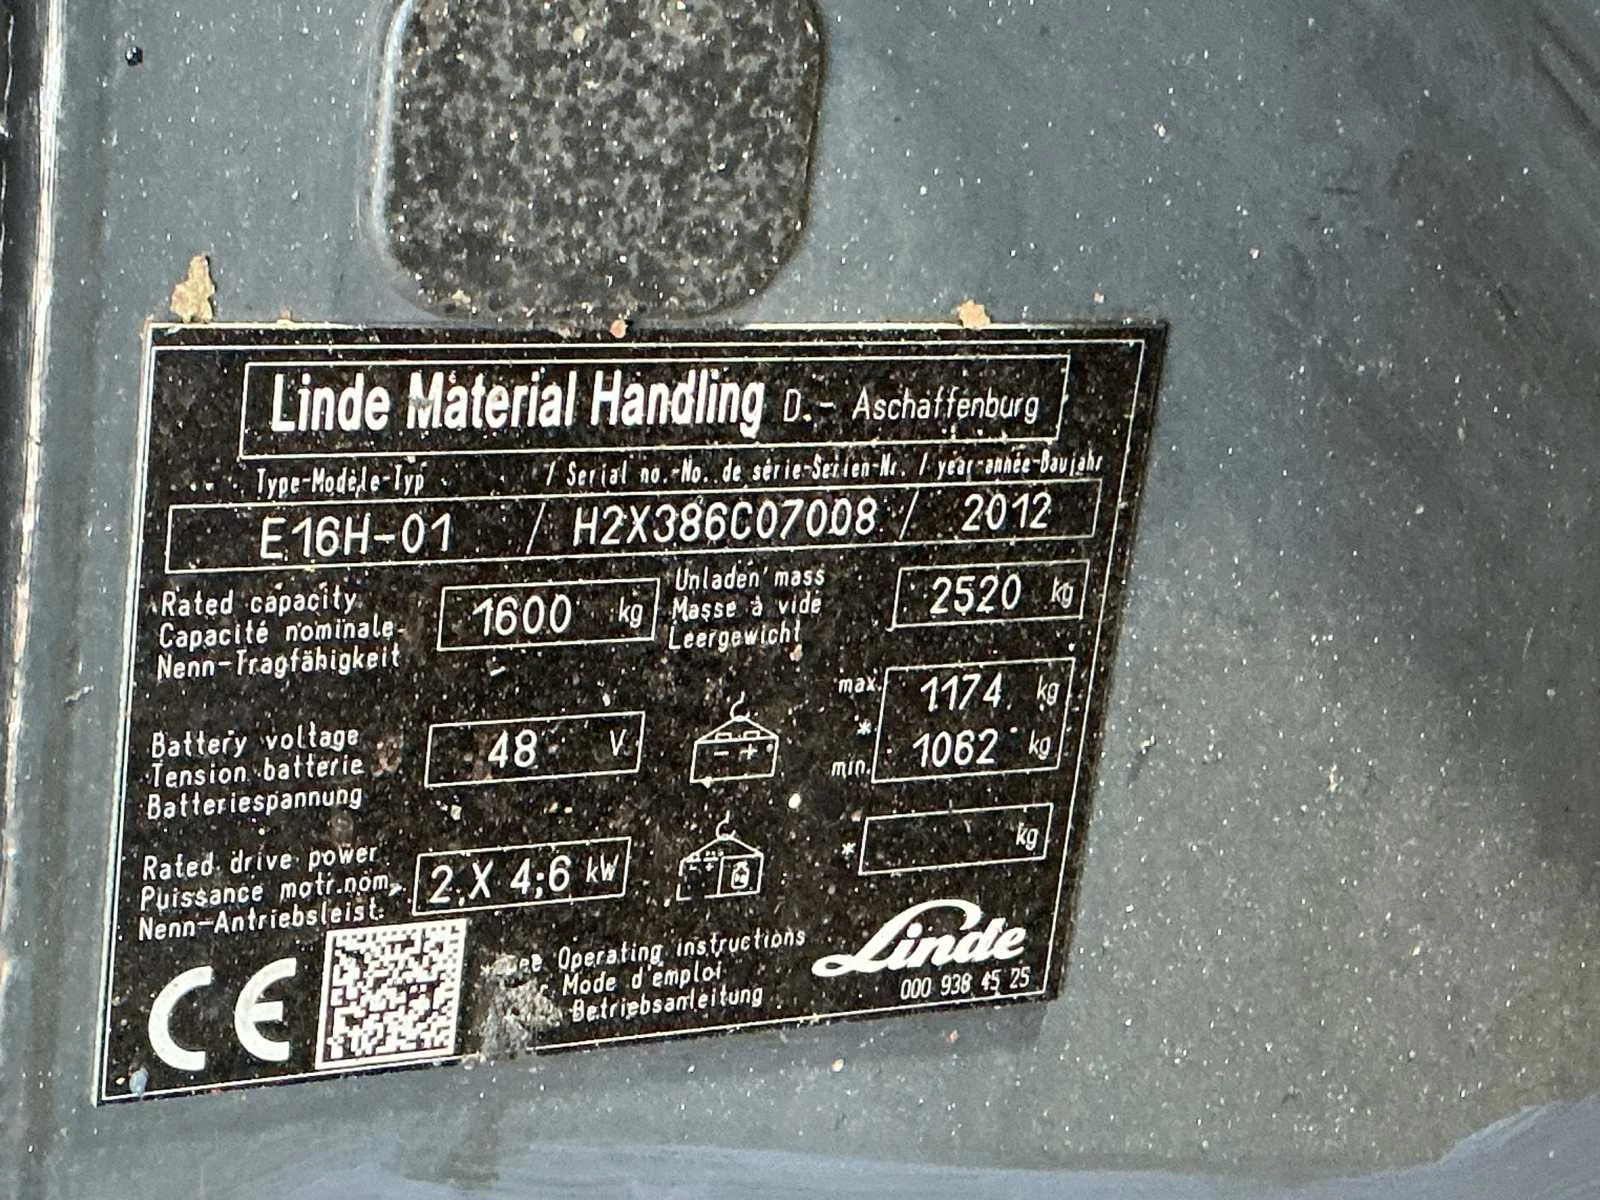 Linde Material Handling D.- Aschaffenburg
Type-Modèle-Typ / Serial no.-No. de série-Serien-Nr. / year-année-Baujahr
E16H-01 / H2X386C07008 / 2012
Rated capacity
Capacité nominale
Nenn-Tragfähigkeit
1600 kg
Unladen mass
Masse à vide
Leergewicht
2520 kg
Battery voltage
Tension batterie
Batteriespannung
48 V
- +
max. 1174 kg
*
min. 1062 kg
Rated drive power
Puissance motr.nom.
Nenn-Antriebsleist.
2 X 4,6 kW
* kg
CE
* Operating instructions
Mode d'emploi
Betriebsanleitung
Linde
000 938 45 25